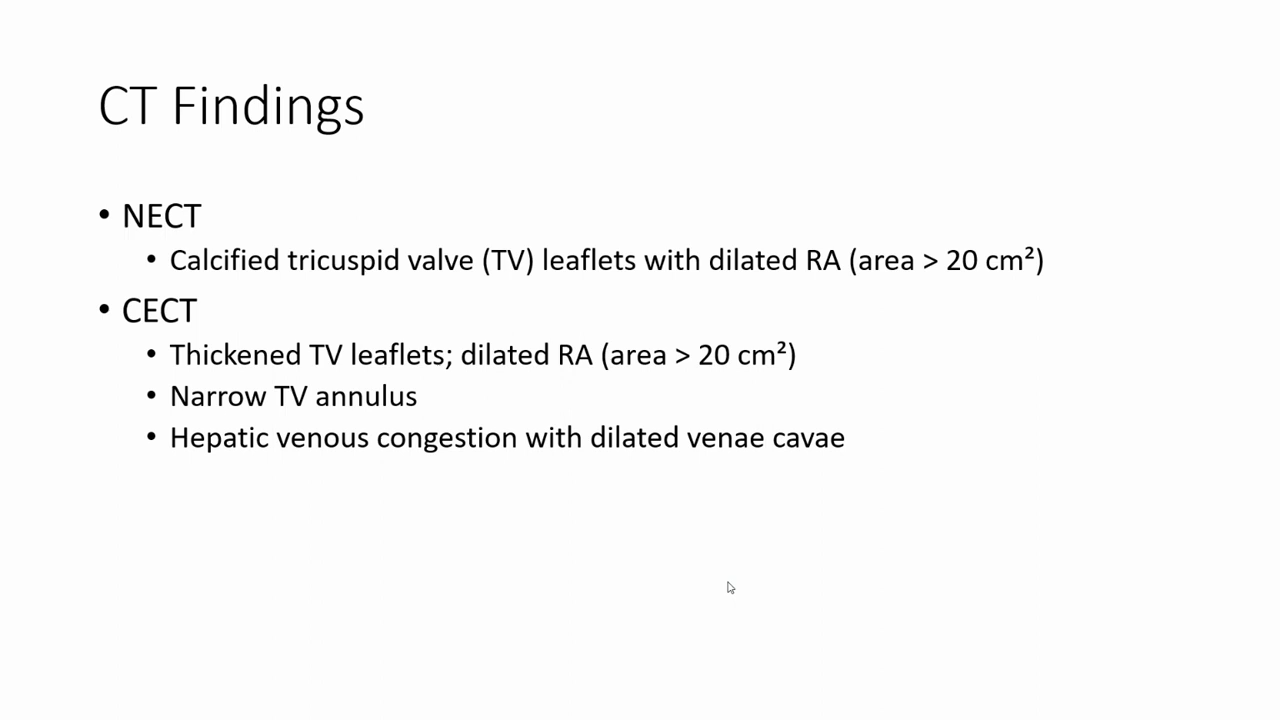 CT Findings
• NECT
• Calcified tricuspid valve (TV) leaflets with dilated RA (area > 20 cm²)
• CECT
• Thickened TV leaflets; dilated RA (area > 20 cm²)
• Narrow TV annulus
• Hepatic venous congestion with dilated venae cavae